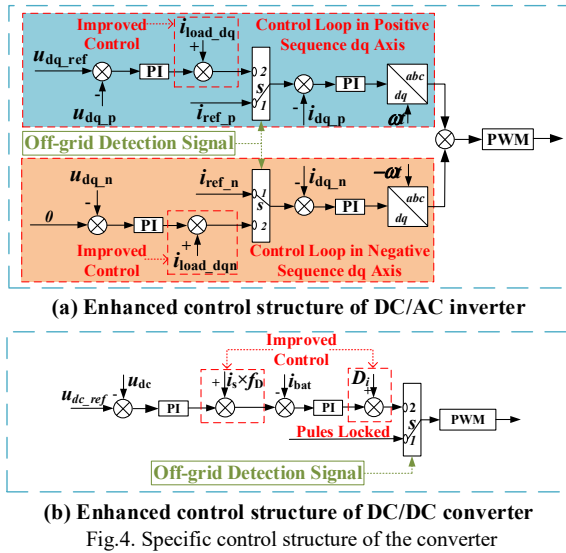 Improved
Control
i_load_dq
Control Loop in Positive
Sequence dq Axis
u_dq_ref
+
PI
2
S
1
PI
abc
dq
-
u_dq_p
i_ref_p
-
i_dq_p
ωt
Off-grid Detection Signal
PWM
u_dq_n
i_ref_n
i_dq_n
-ωt
-
1
S
2
-
PI
abc
dq
0
PI
+
Improved
Control
i_load_dqn
Control Loop in Negative
Sequence dq Axis
(a) Enhanced control structure of DC/AC inverter
Improved
Control
u_dc
i_s×f_D
i_bat
D_i
-
+
-
+
u_dc_ref
PI
PI
2
S
1
PWM
Pules Locked
Off-grid Detection Signal
(b) Enhanced control structure of DC/DC converter
Fig.4. Specific control structure of the converter